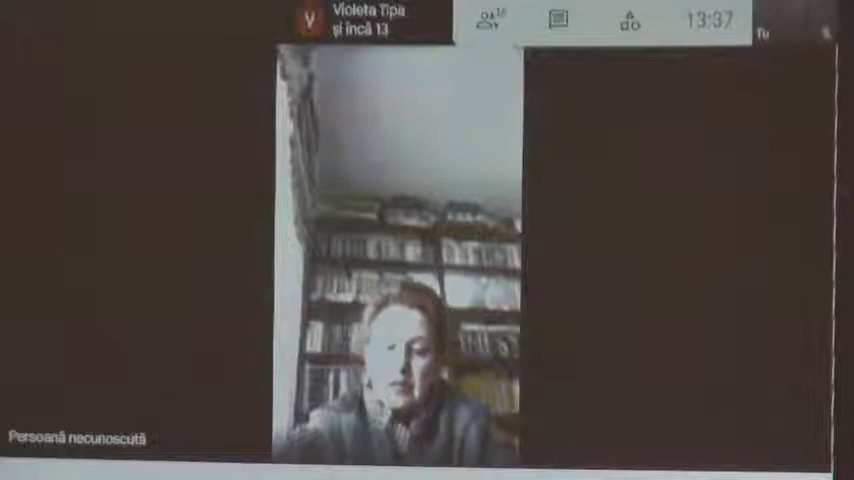 V
Violeta Tipa
și încă 13
13:37
Tu
Persoană necunoscută